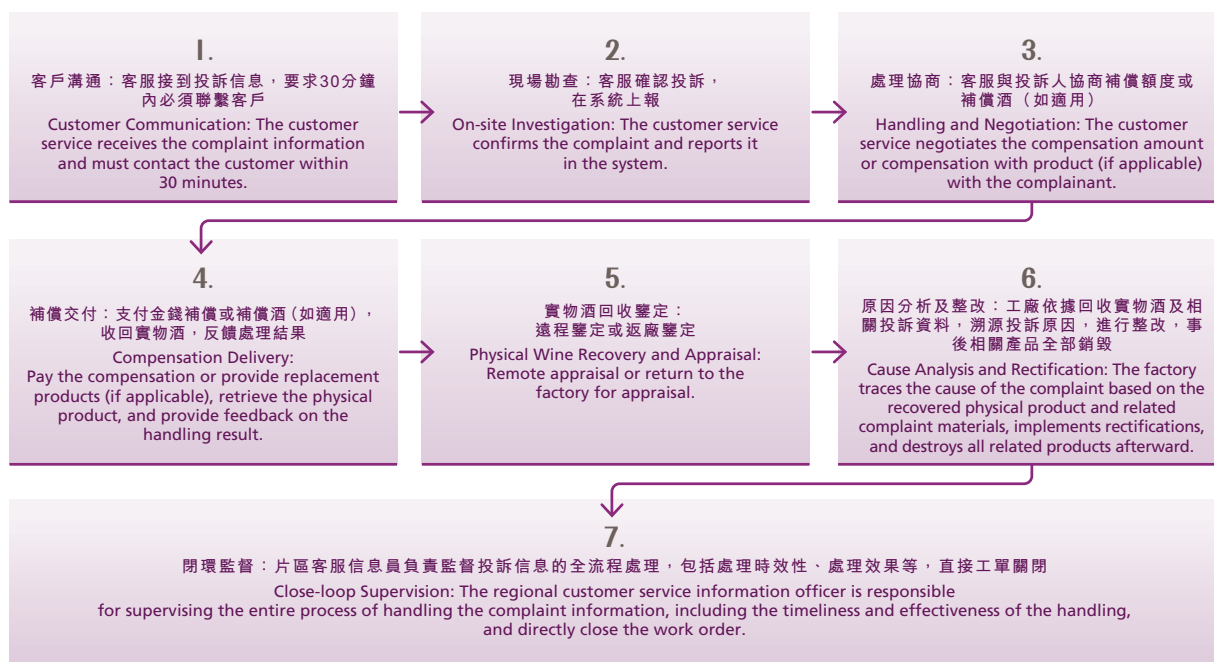 1.
客戶溝通：客服接到投訴信息，要求30分鐘
內必須聯繫客戶
Customer Communication: The customer
service receives the complaint information
and must contact the customer within
30 minutes.
2.
現場勘查：客服確認投訴，
在系統上報
On-site Investigation: The customer service
confirms the complaint and reports it
in the system.
3.
處理協商：客服與投訴人協商補償額度或
補償酒（如適用）
Handling and Negotiation: The customer
service negotiates the compensation amount
or compensation with product (if applicable)
with the complainant.
4.
補償交付：支付金錢補償或補償酒（如適用），
收回實物酒，反饋處理結果
Compensation Delivery:
Pay the compensation or provide replacement
products (if applicable), retrieve the physical
product, and provide feedback on the
handling result.
5.
實物酒回收鑒定：
遠程鑒定或返廠鑒定
Physical Wine Recovery and Appraisal:
Remote appraisal or return to the
factory for appraisal.
6.
原因分析及整改：工廠依據回收實物酒及相
關投訴資料，溯源投訴原因，進行整改，事
後相關產品全部銷毀
Cause Analysis and Rectification: The factory
traces the cause of the complaint based on the
recovered physical product and related
complaint materials, implements rectifications,
and destroys all related products afterward.
7.
閉環監督：片區客服信息員負責監督投訴信息的全流程處理，包括處理時效性、處理效果等，直接工單關閉
Close-loop Supervision: The regional customer service information officer is responsible
for supervising the entire process of handling the complaint information, including the timeliness and effectiveness of the handling,
and directly close the work order.